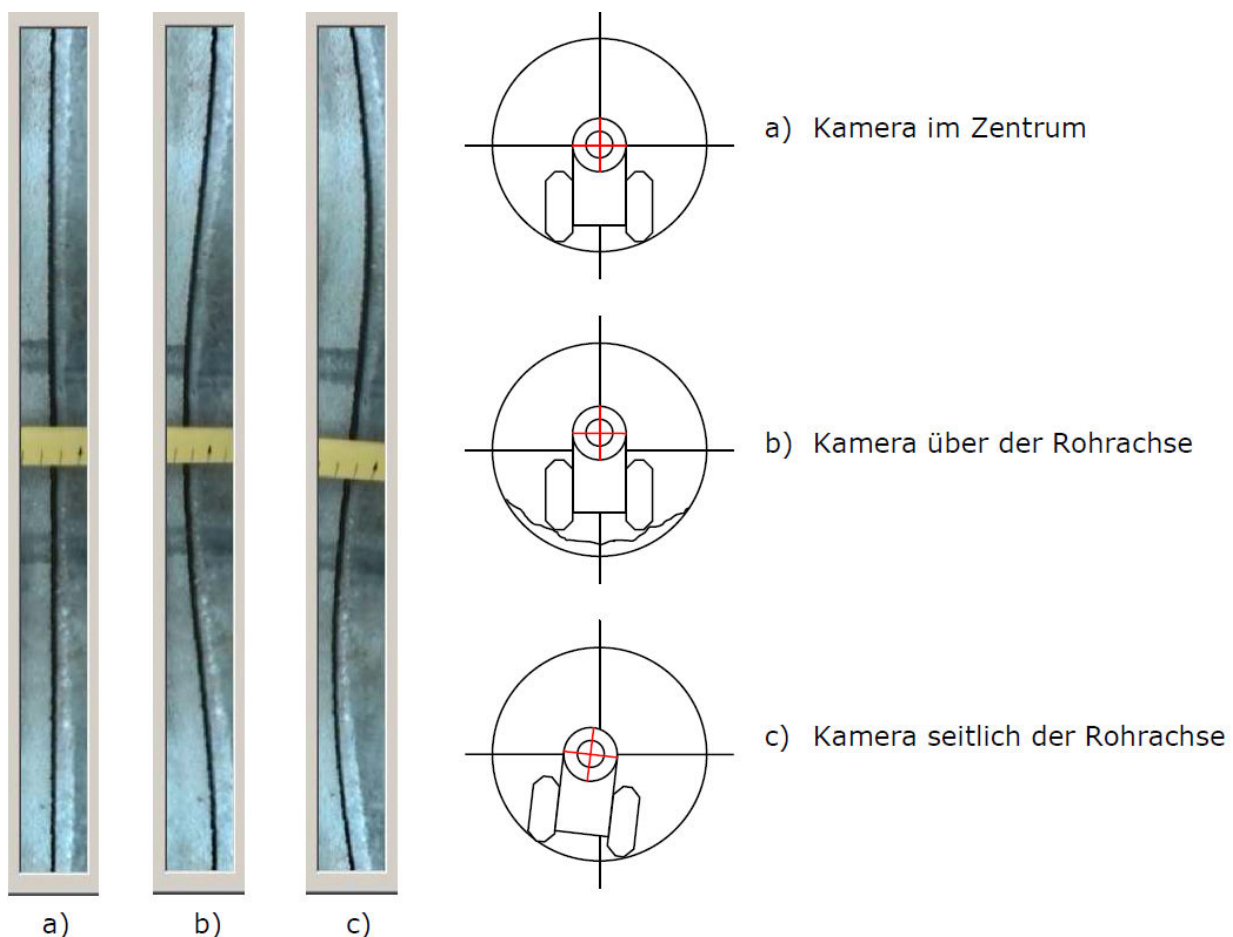 a) Kamera im Zentrum
b) Kamera über der Rohrachse
c) Kamera seitlich der Rohrachse
a) b) c)